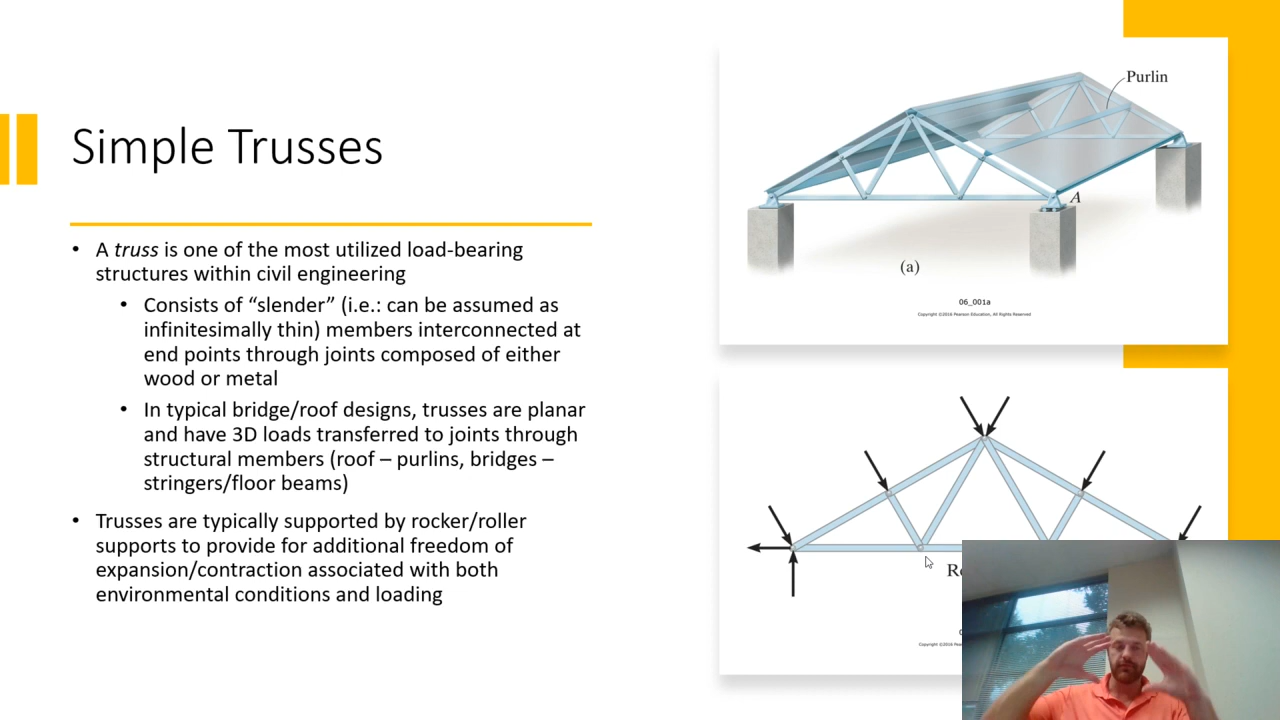 Simple Trusses
• A truss is one of the most utilized load-bearing
structures within civil engineering
• Consists of “slender” (i.e.: can be assumed as
infinitesimally thin) members interconnected at
end points through joints composed of either
wood or metal
• In typical bridge/roof designs, trusses are planar
and have 3D loads transferred to joints through
structural members (roof – purlins, bridges –
stringers/floor beams)
• Trusses are typically supported by rocker/roller
supports to provide for additional freedom of
expansion/contraction associated with both
environmental conditions and loading
Purlin
A
(a)
06_001a
Copyright ©2016 Pearson Education, All Rights Reserved